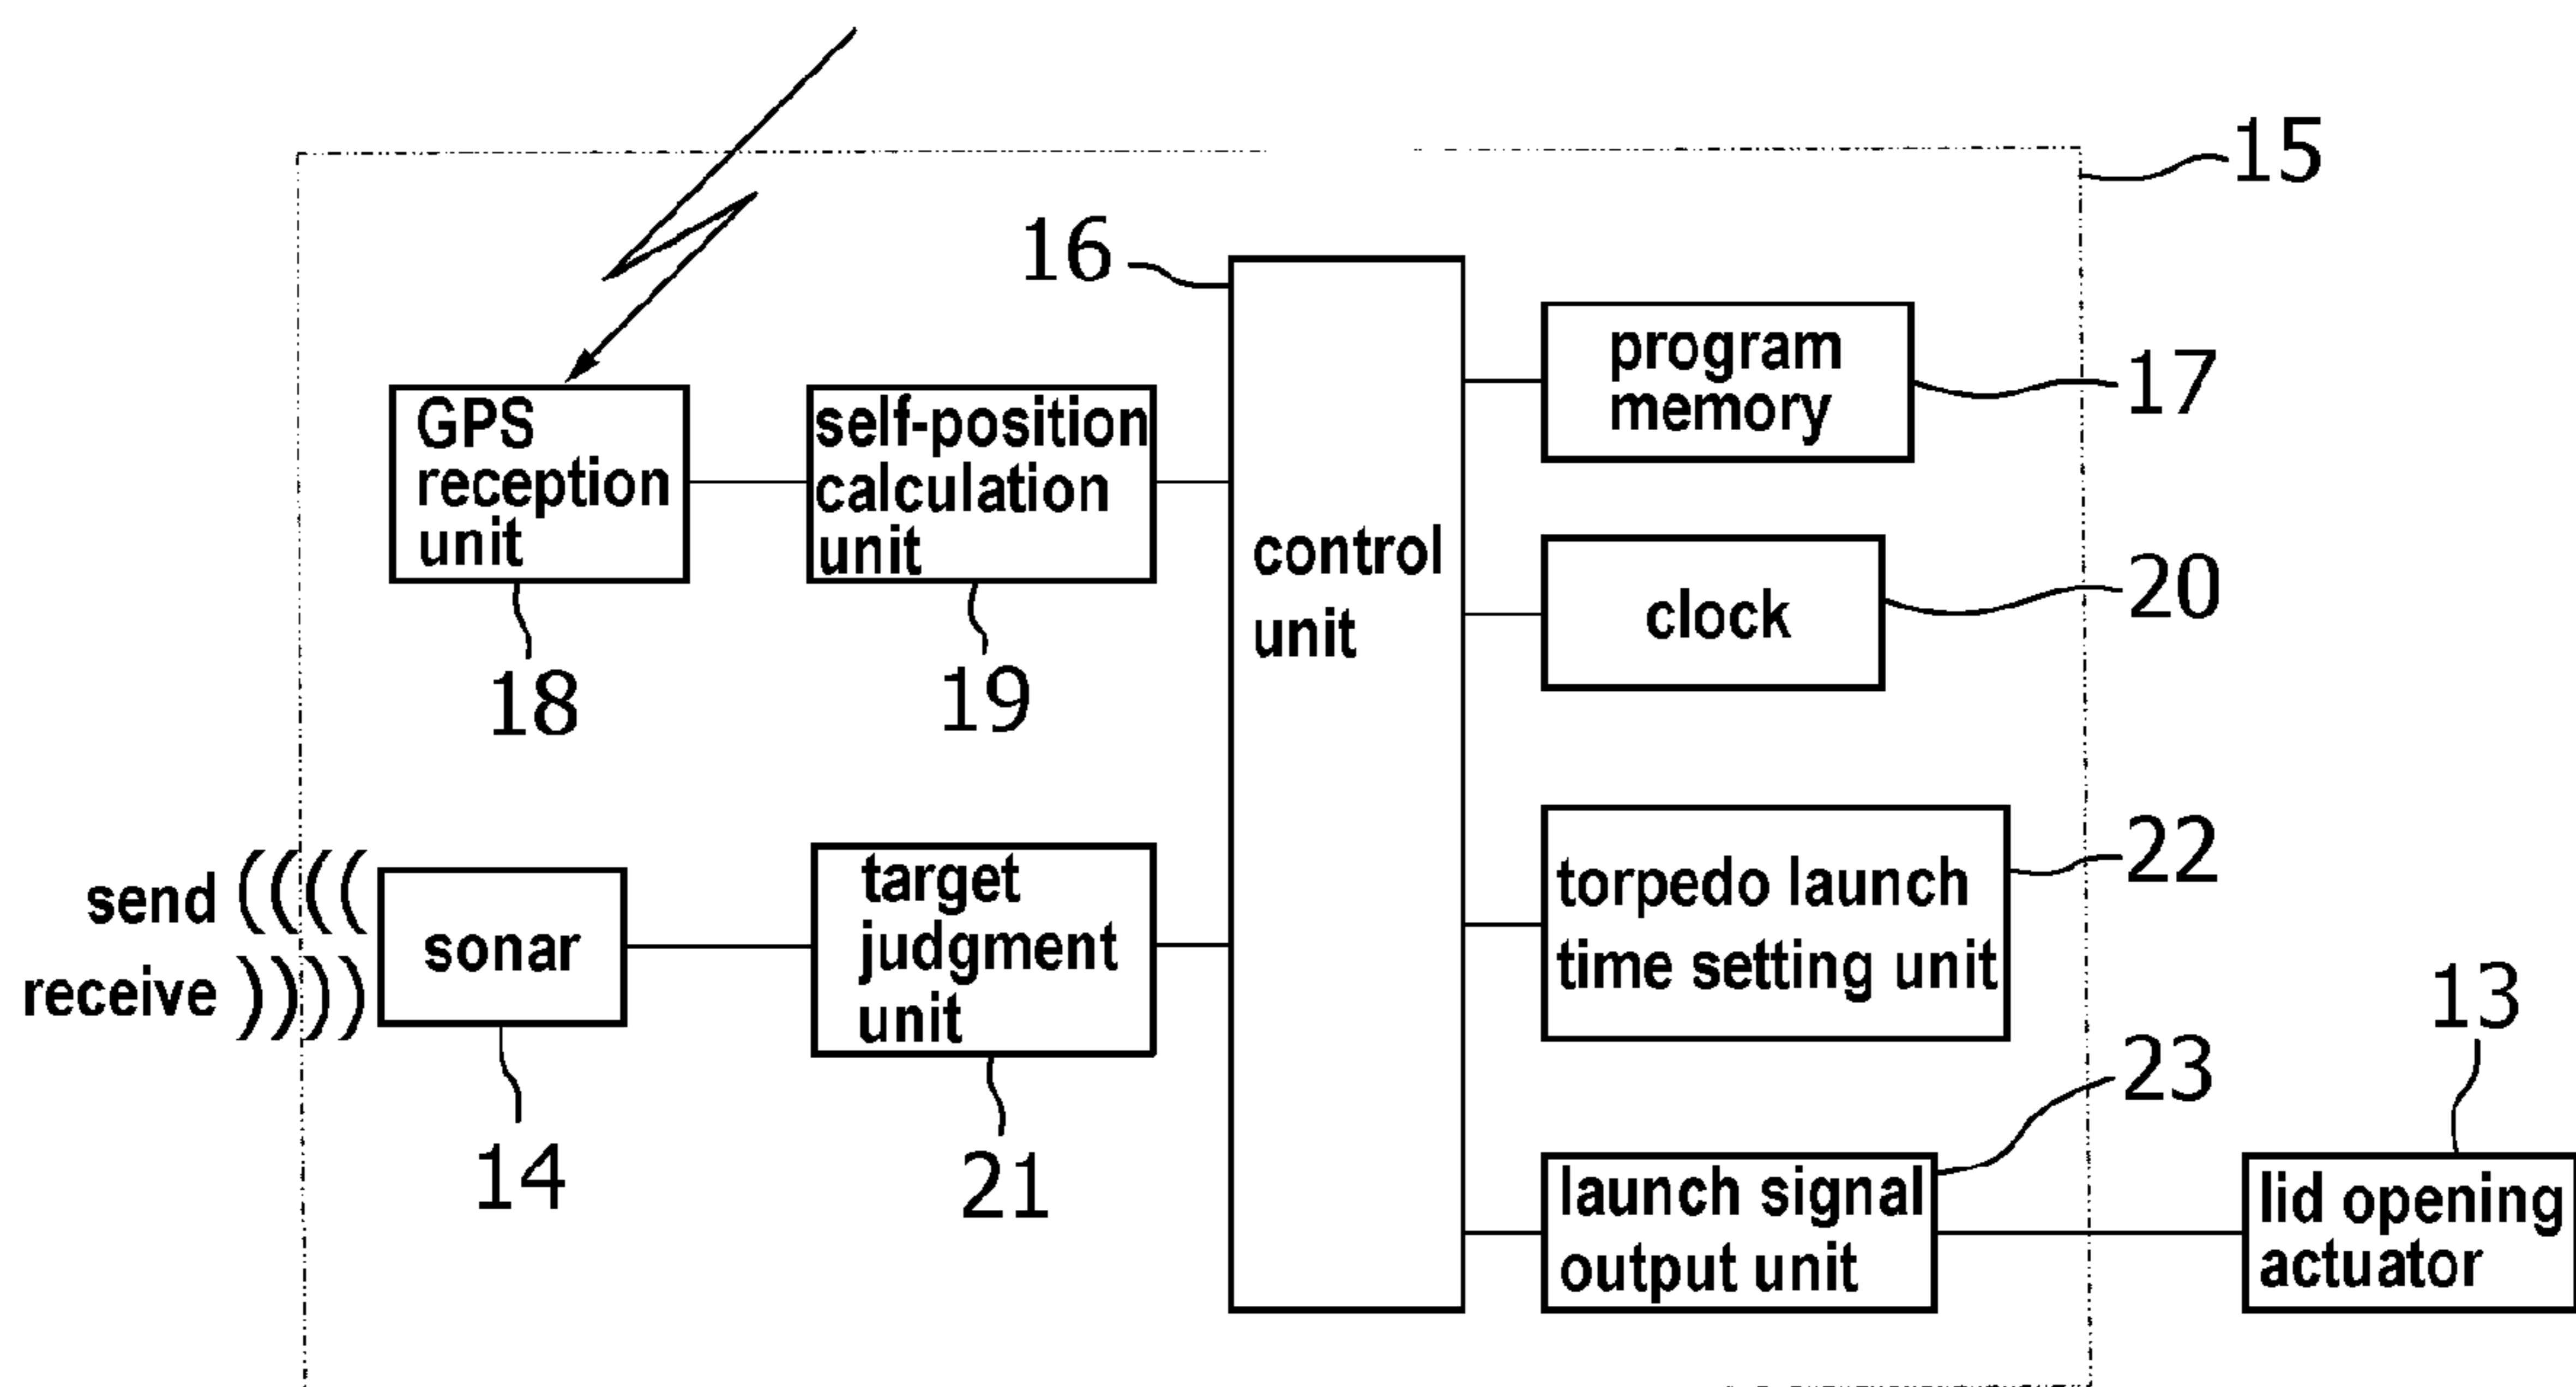 15
16
program
memory
17
GPS
reception
unit
18
self-position
calculation
unit
19
control
unit
clock
20
send
receive
sonar
14
target
judgment
unit
21
torpedo launch
time setting unit
22
launch signal
output unit
23
13
lid opening
actuator